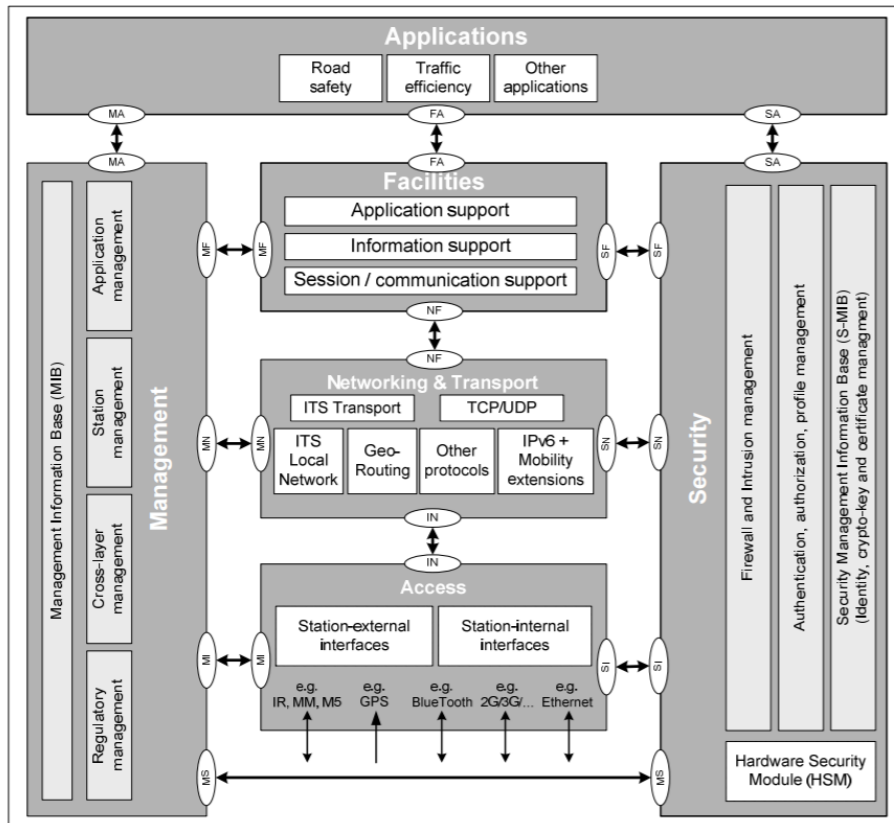 Applications
Road
safety
Traffic
efficiency
Other
applications
MA
FA
SA
MA
FA
SA
Management
Management Information Base (MIB)
Application
management
Station
management
Cross-layer
management
Regulatory
management
MF
MF
MN
MN
MI
MI
MS
Facilities
Application support
Information support
Session / communication support
NF
NF
Networking & Transport
ITS Transport
TCP/UDP
ITS
Local
Network
Geo-
Routing
Other
protocols
IPv6 +
Mobility
extensions
IN
IN
Access
Station-external
interfaces
Station-internal
interfaces
e.g.
IR, MM, M5
e.g.
GPS
e.g.
BlueTooth
e.g.
2G/3G/...
e.g.
Ethernet
SF
SF
SN
SN
SI
SI
MS
Security
Firewall and Intrusion management
Authentication, authorization, profile management
Security Management Information Base (S-MIB)
(Identity, crypto-key and certificate managment)
Hardware Security
Module (HSM)